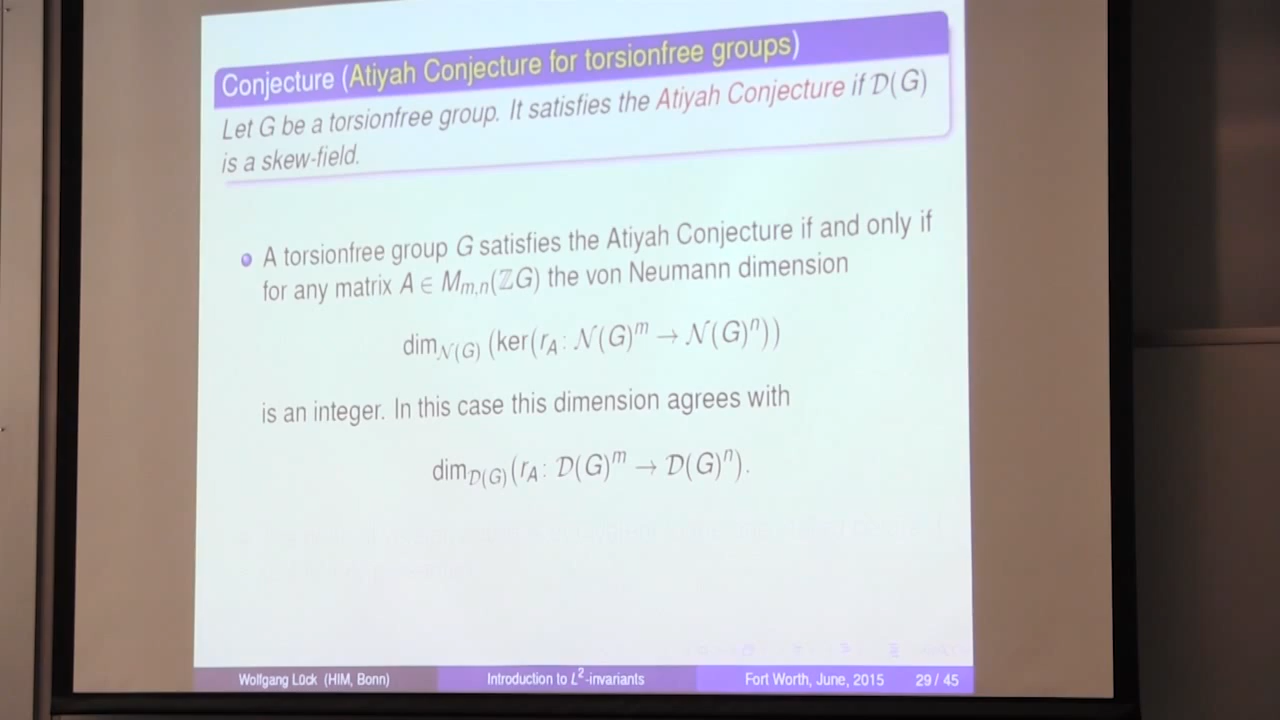 Conjecture (Atiyah Conjecture for torsionfree groups)
Let G be a torsionfree group. It satisfies the Atiyah Conjecture if 𝒟(G)
is a skew-field.
A torsionfree group G satisfies the Atiyah Conjecture if and only if
for any matrix A ∈ M_{m,n}(ℤG) the von Neumann dimension
dim_{𝒩(G)} (ker(r_A : 𝒩(G)^m → 𝒩(G)^n))
is an integer. In this case this dimension agrees with
dim_{𝒟(G)}(r_A : 𝒟(G)^m → 𝒟(G)^n).
Wolfgang Lück (HIM, Bonn) Introduction to L²-invariants Fort Worth, June, 2015 29 / 45